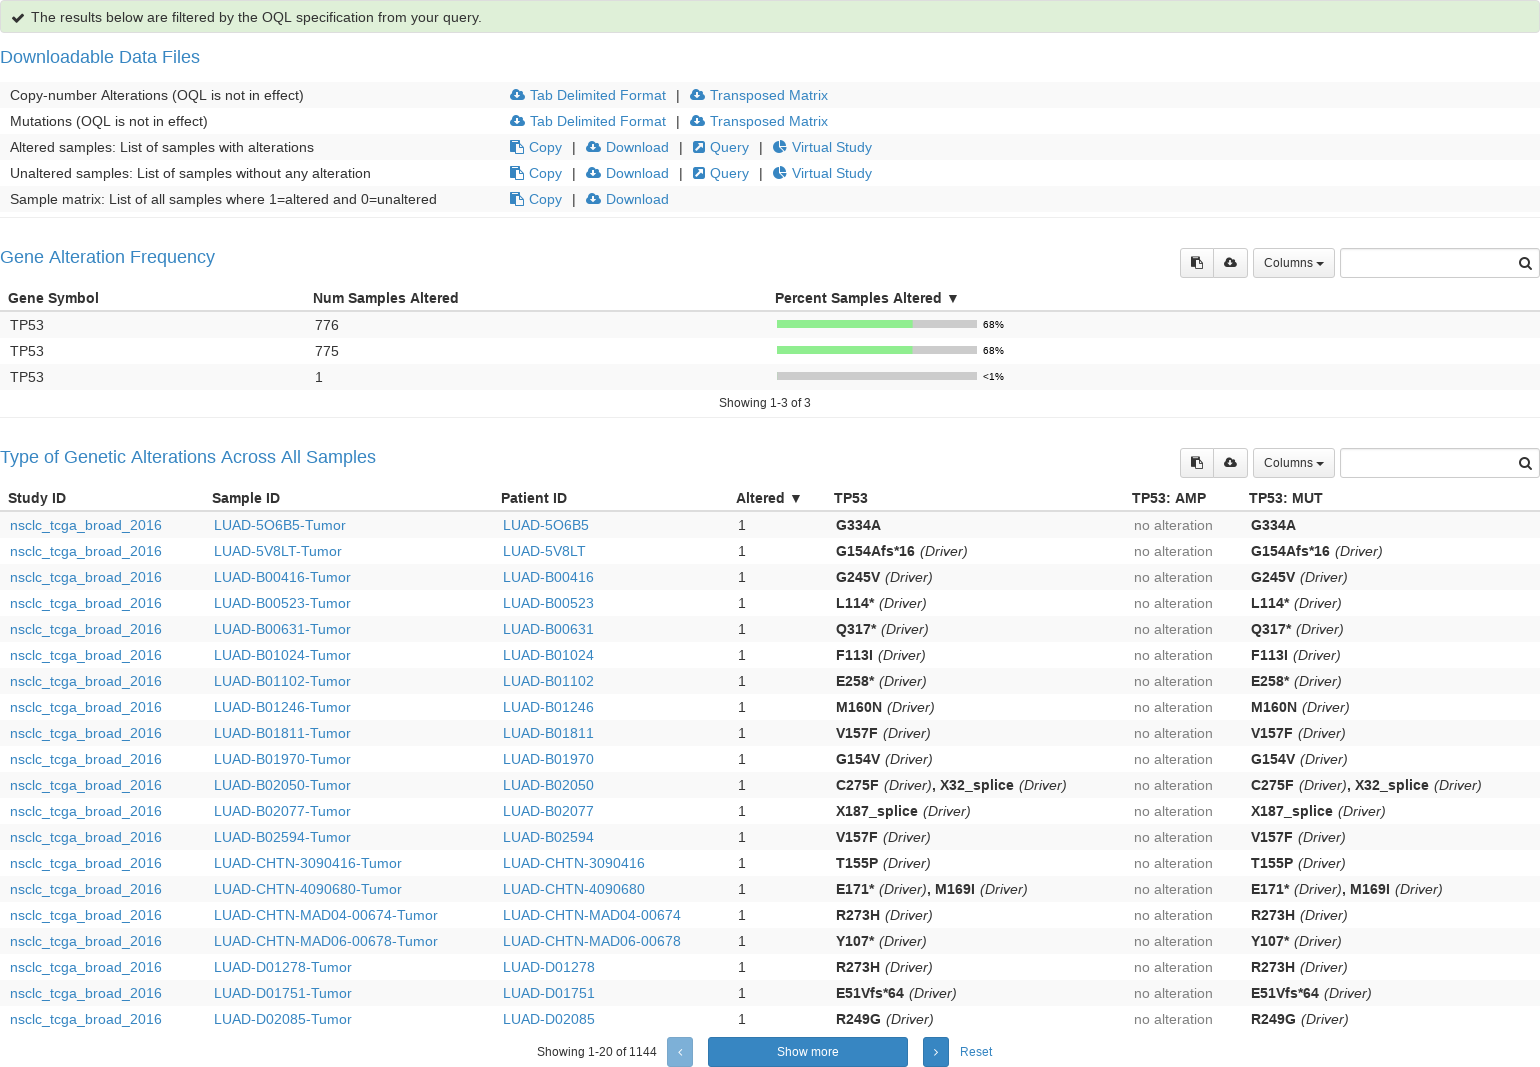 The results below are filtered by the OQL specification from your query.
Downloadable Data Files
Copy-number Alterations (OQL is not in effect) Tab Delimited Format | Transposed Matrix
Mutations (OQL is not in effect) Tab Delimited Format | Transposed Matrix
Altered samples: List of samples with alterations Copy | Download | Query | Virtual Study
Unaltered samples: List of samples without any alteration Copy | Download | Query | Virtual Study
Sample matrix: List of all samples where 1=altered and 0=unaltered Copy | Download
Gene Alteration Frequency Columns
Gene Symbol Num Samples Altered Percent Samples Altered ▼
TP53 776 68%
TP53 775 68%
TP53 1 <1%
Showing 1-3 of 3
Type of Genetic Alterations Across All Samples Columns
Study ID Sample ID Patient ID Altered ▼ TP53 TP53: AMP TP53: MUT
nsclc_tcga_broad_2016 LUAD-5O6B5-Tumor LUAD-5O6B5 1 G334A no alteration G334A
nsclc_tcga_broad_2016 LUAD-5V8LT-Tumor LUAD-5V8LT 1 G154Afs*16 (Driver) no alteration G154Afs*16 (Driver)
nsclc_tcga_broad_2016 LUAD-B00416-Tumor LUAD-B00416 1 G245V (Driver) no alteration G245V (Driver)
nsclc_tcga_broad_2016 LUAD-B00523-Tumor LUAD-B00523 1 L114* (Driver) no alteration L114* (Driver)
nsclc_tcga_broad_2016 LUAD-B00631-Tumor LUAD-B00631 1 Q317* (Driver) no alteration Q317* (Driver)
nsclc_tcga_broad_2016 LUAD-B01024-Tumor LUAD-B01024 1 F113I (Driver) no alteration F113I (Driver)
nsclc_tcga_broad_2016 LUAD-B01102-Tumor LUAD-B01102 1 E258* (Driver) no alteration E258* (Driver)
nsclc_tcga_broad_2016 LUAD-B01246-Tumor LUAD-B01246 1 M160N (Driver) no alteration M160N (Driver)
nsclc_tcga_broad_2016 LUAD-B01811-Tumor LUAD-B01811 1 V157F (Driver) no alteration V157F (Driver)
nsclc_tcga_broad_2016 LUAD-B01970-Tumor LUAD-B01970 1 G154V (Driver) no alteration G154V (Driver)
nsclc_tcga_broad_2016 LUAD-B02050-Tumor LUAD-B02050 1 C275F (Driver), X32_splice (Driver) no alteration C275F (Driver), X32_splice (Driver)
nsclc_tcga_broad_2016 LUAD-B02077-Tumor LUAD-B02077 1 X187_splice (Driver) no alteration X187_splice (Driver)
nsclc_tcga_broad_2016 LUAD-B02594-Tumor LUAD-B02594 1 V157F (Driver) no alteration V157F (Driver)
nsclc_tcga_broad_2016 LUAD-CHTN-3090416-Tumor LUAD-CHTN-3090416 1 T155P (Driver) no alteration T155P (Driver)
nsclc_tcga_broad_2016 LUAD-CHTN-4090680-Tumor LUAD-CHTN-4090680 1 E171* (Driver), M169I (Driver) no alteration E171* (Driver), M169I (Driver)
nsclc_tcga_broad_2016 LUAD-CHTN-MAD04-00674-Tumor LUAD-CHTN-MAD04-00674 1 R273H (Driver) no alteration R273H (Driver)
nsclc_tcga_broad_2016 LUAD-CHTN-MAD06-00678-Tumor LUAD-CHTN-MAD06-00678 1 Y107* (Driver) no alteration Y107* (Driver)
nsclc_tcga_broad_2016 LUAD-D01278-Tumor LUAD-D01278 1 R273H (Driver) no alteration R273H (Driver)
nsclc_tcga_broad_2016 LUAD-D01751-Tumor LUAD-D01751 1 E51Vfs*64 (Driver) no alteration E51Vfs*64 (Driver)
nsclc_tcga_broad_2016 LUAD-D02085-Tumor LUAD-D02085 1 R249G (Driver) no alteration R249G (Driver)
Showing 1-20 of 1144 ‹ Show more › Reset